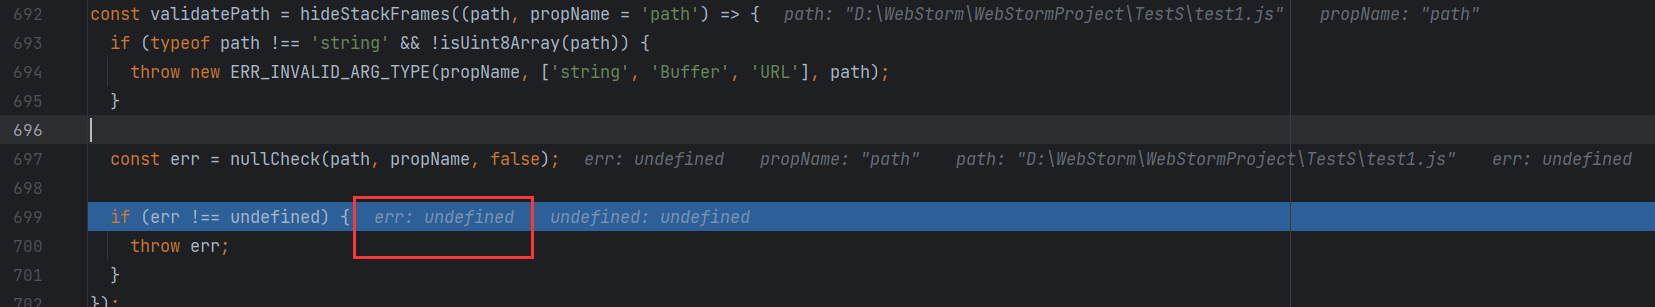 692 const validatePath = hideStackFrames((path, propName = 'path') => { path: "D:\WebStorm\WebStormProject\TestS\test1.js" propName: "path"
693 if (typeof path !== 'string' && !isUint8Array(path)) {
694 throw new ERR_INVALID_ARG_TYPE(propName, ['string', 'Buffer', 'URL'], path);
695 }
696
697 const err = nullCheck(path, propName, false); err: undefined propName: "path" path: "D:\WebStorm\WebStormProject\TestS\test1.js" err: undefined
698
699 if (err !== undefined) { err: undefined undefined: undefined
700 throw err;
701 }
702 });